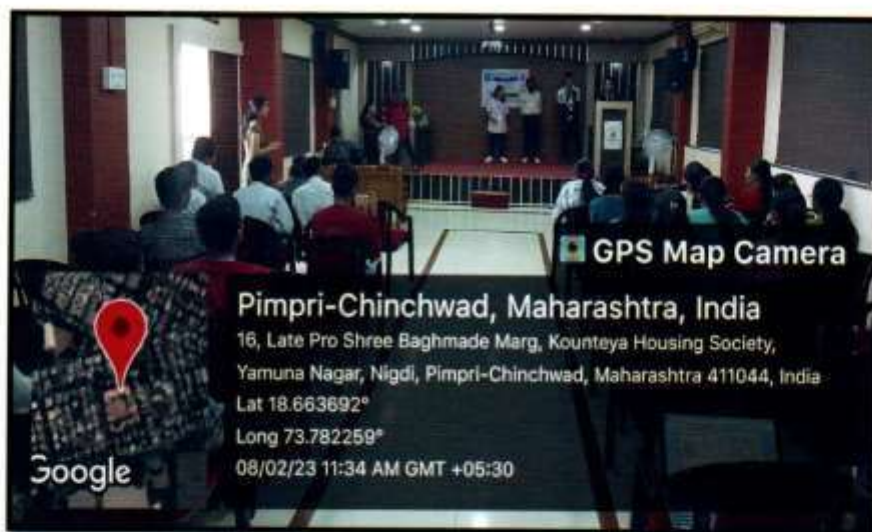 GPS Map Camera
Pimpri-Chinchwad, Maharashtra, India
16, Late Pro Shree Baghmade Marg, Kounteya Housing Society,
Yamuna Nagar, Nigdi, Pimpri-Chinchwad, Maharashtra 411044, India
Lat 18.663692°
Long 73.782259°
08/02/23 11:34 AM GMT +05:30
Google